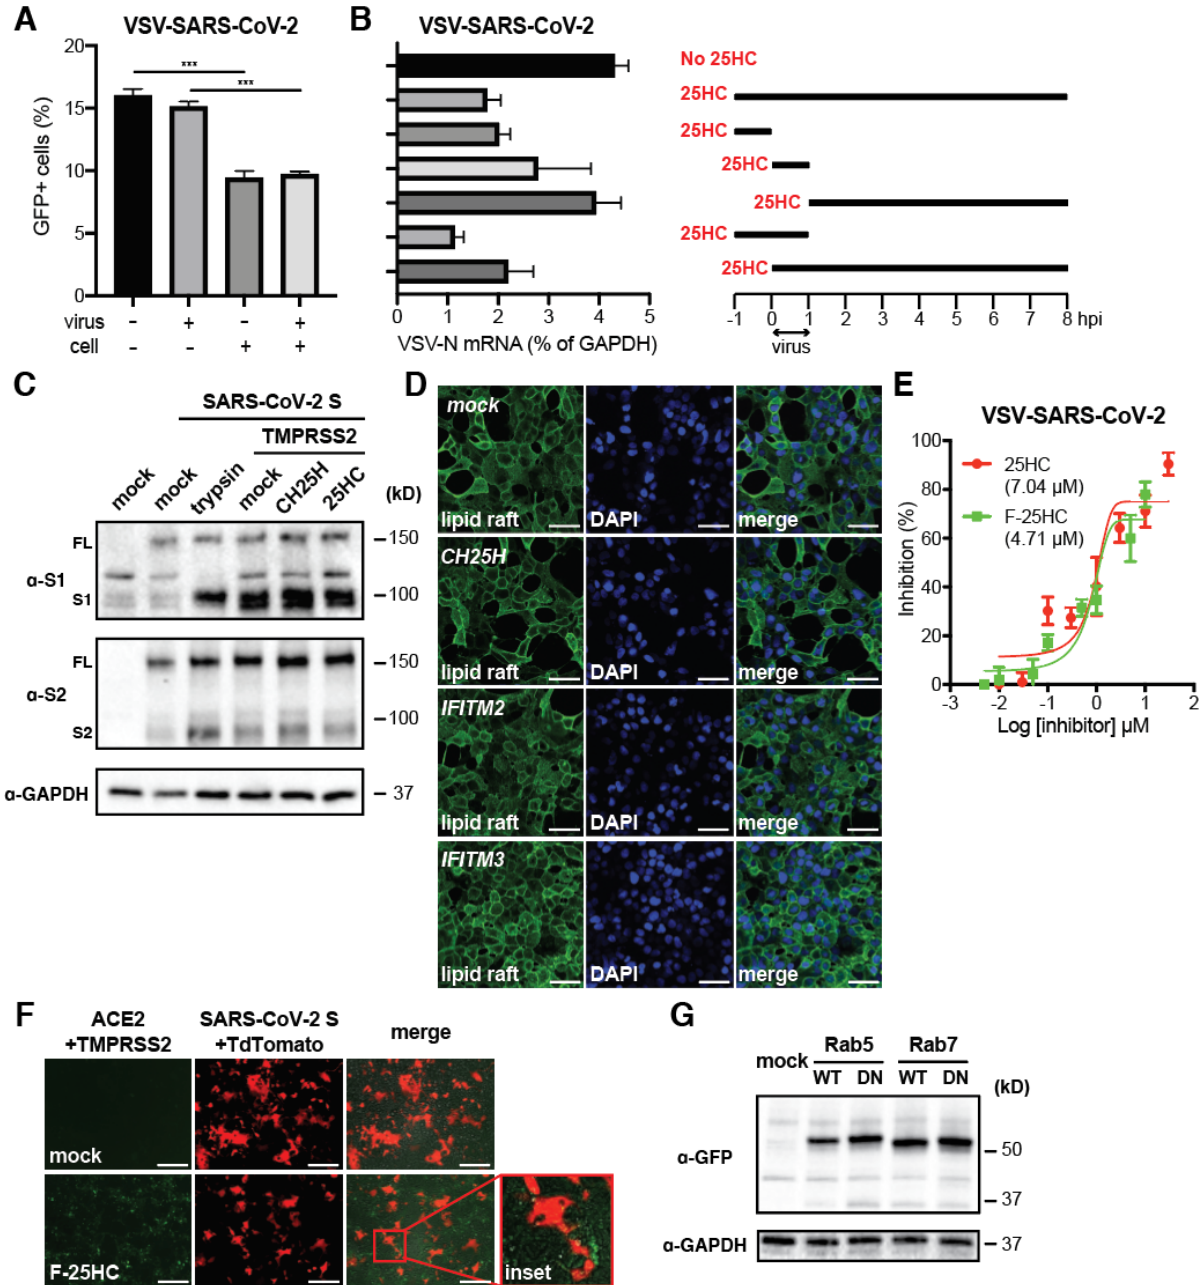 A
VSV-SARS-CoV-2
GFP+ cells (%)
20
15
10
5
0
***
***
virus - + - +
cell - - + +
B
VSV-SARS-CoV-2
0 1 2 3 4 5
VSV-N mRNA (% of GAPDH)
No 25HC
25HC
25HC
25HC
25HC
25HC
25HC
-1 0 1 2 3 4 5 6 7 8 hpi
virus
C
SARS-CoV-2 S
TMPRSS2
mock
mock
trypsin
mock
CH25H
25HC
(kD)
FL
α-S1
S1
150
100
FL
α-S2
S2
150
100
α-GAPDH
37
D
mock
lipid raft DAPI merge
CH25H
lipid raft DAPI merge
IFITM2
lipid raft DAPI merge
IFITM3
lipid raft DAPI merge
E
VSV-SARS-CoV-2
Inhibition (%)
100
80
60
40
20
0
25HC
(7.04 µM)
F-25HC
(4.71 µM)
-3 -2 -1 0 1 2
Log [inhibitor] µM
F
ACE2
+TMPRSS2
SARS-CoV-2 S
+TdTomato
merge
mock
F-25HC
inset
G
mock
Rab5
Rab7
WT DN WT DN
(kD)
α-GFP
50
37
α-GAPDH
37